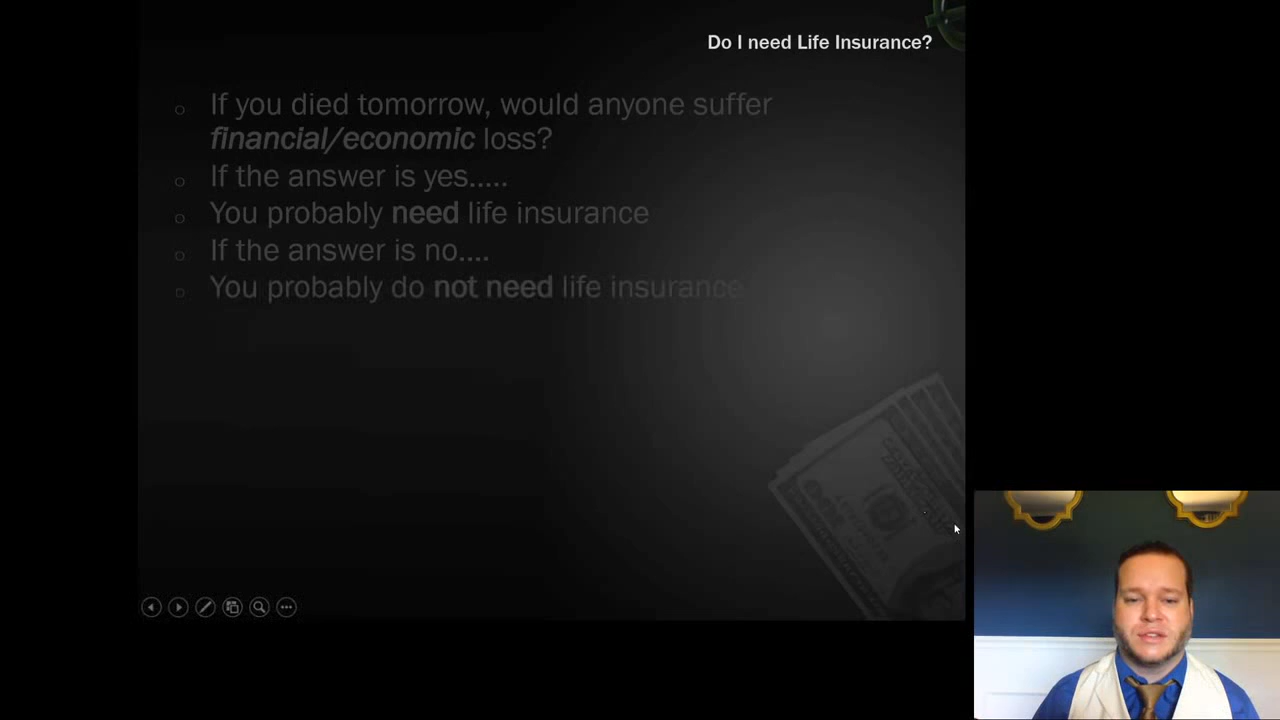 Do I need Life Insurance?
If you died tomorrow, would anyone suffer
financial/economic loss?
If the answer is yes.....
You probably need life insurance
If the answer is no....
You probably do not need life insurance